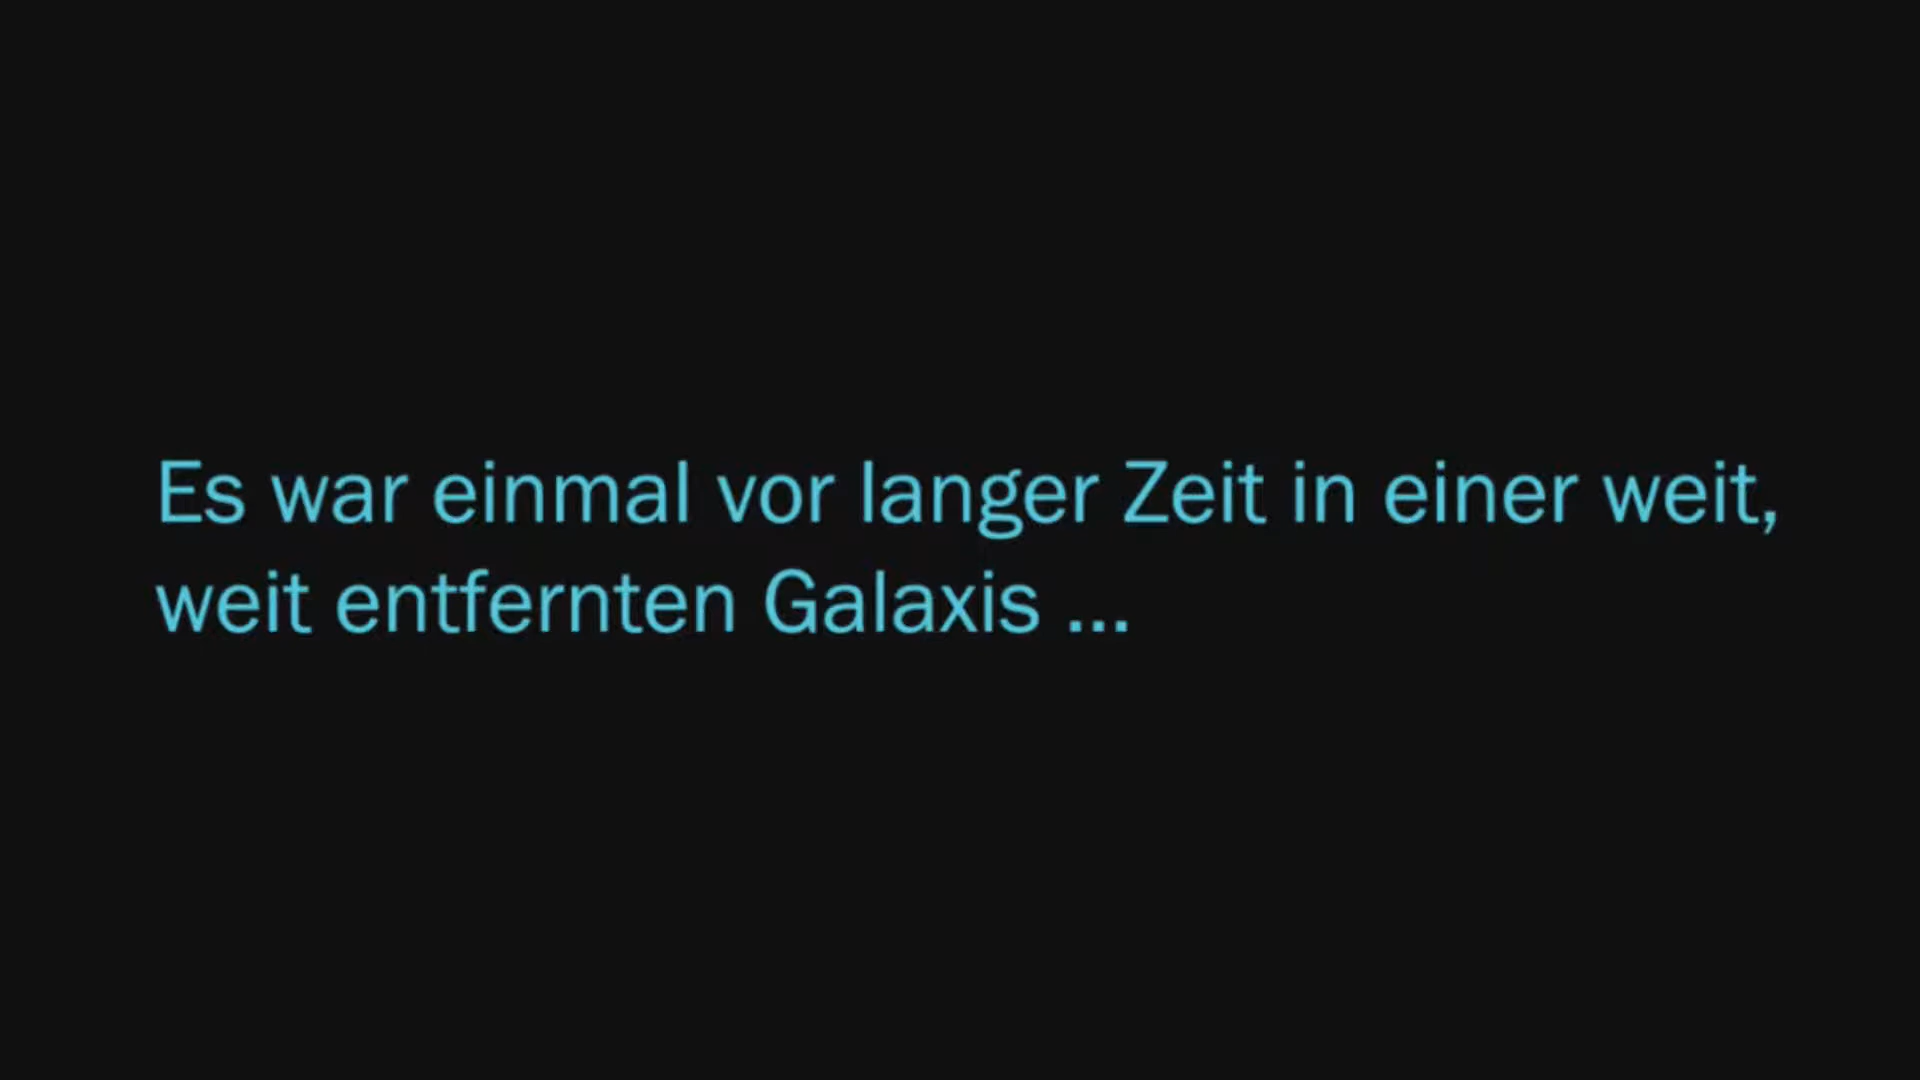 Es war einmal vor langer Zeit in einer weit,
weit entfernten Galaxis ...